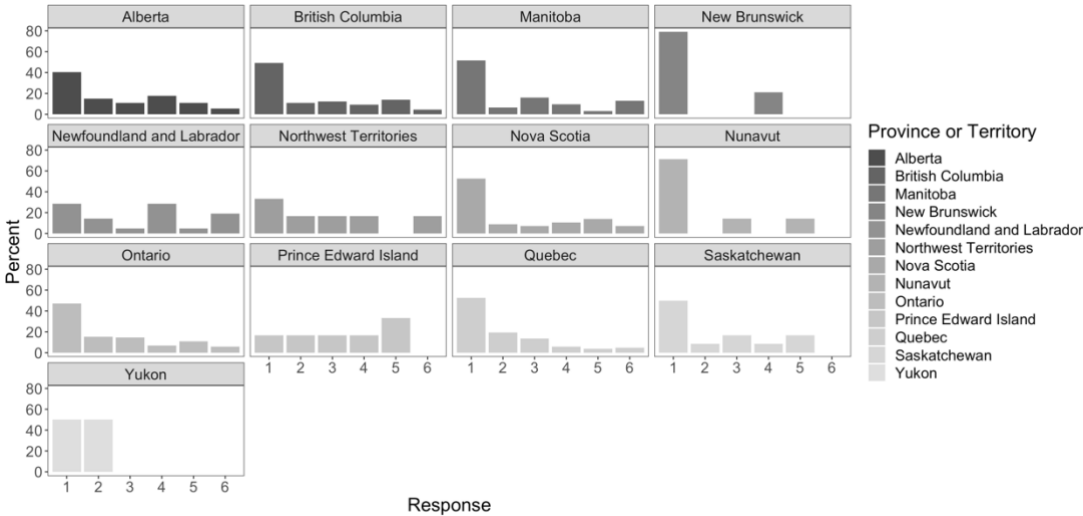 Alberta
British Columbia
Manitoba
New Brunswick
80
60
40
20
0
Newfoundland and Labrador
Northwest Territories
Nova Scotia
Nunavut
80
60
40
20
0
Ontario
Prince Edward Island
Quebec
Saskatchewan
80
60
40
20
0
1 2 3 4 5 6
1 2 3 4 5 6
1 2 3 4 5 6
Yukon
80
60
40
20
0
1 2 3 4 5 6
Percent
Response
Province or Territory
Alberta
British Columbia
Manitoba
New Brunswick
Newfoundland and Labrador
Northwest Territories
Nova Scotia
Nunavut
Ontario
Prince Edward Island
Quebec
Saskatchewan
Yukon